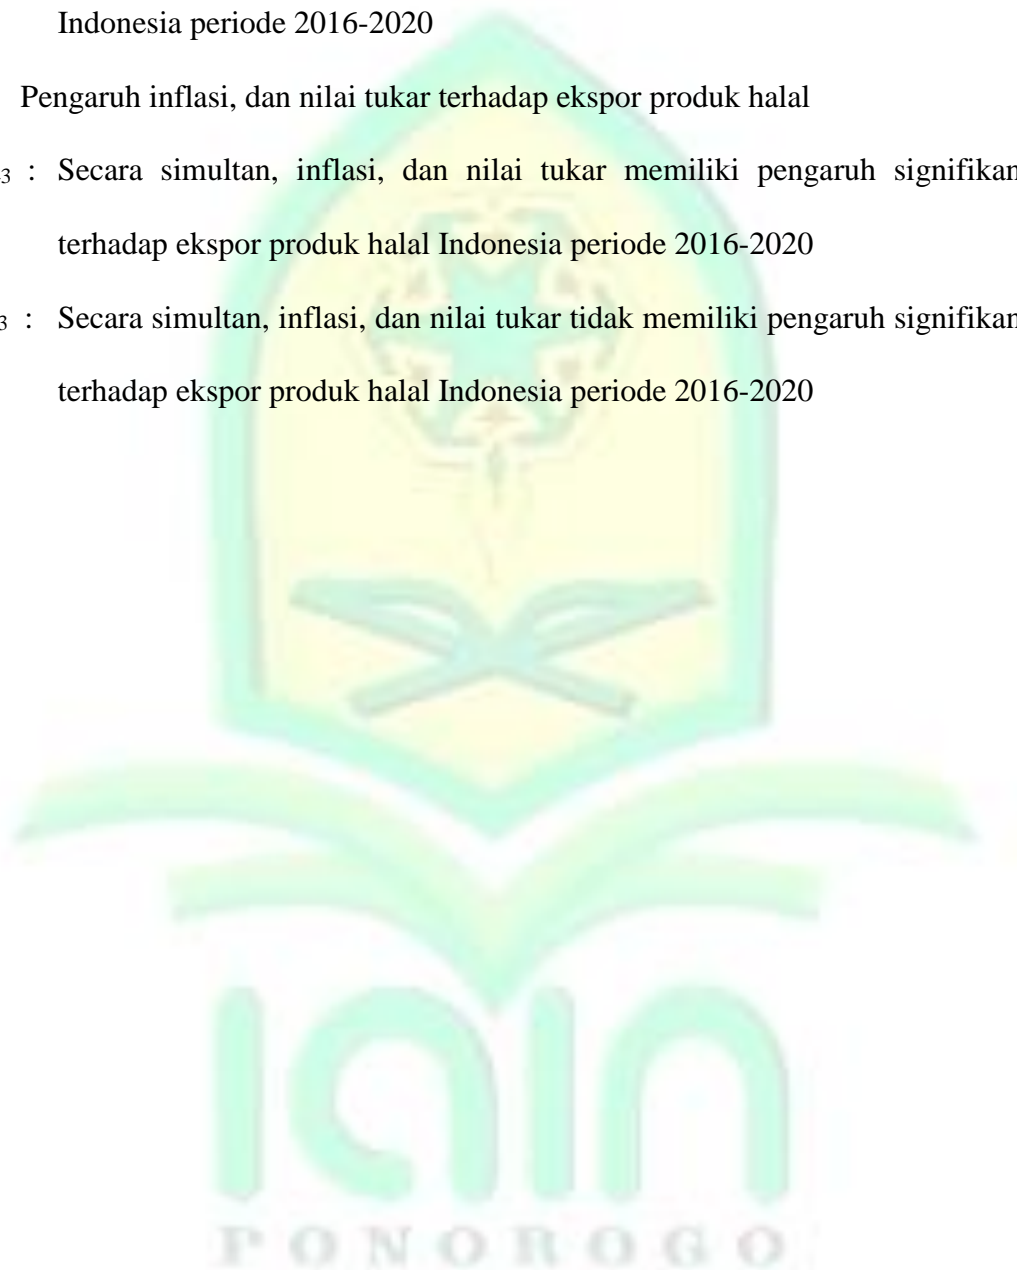 Indonesia periode 2016-2020
Pengaruh inflasi, dan nilai tukar terhadap ekspor produk halal
3 : Secara simultan, inflasi, dan nilai tukar memiliki pengaruh signifikan
terhadap ekspor produk halal Indonesia periode 2016-2020
3 : Secara simultan, inflasi, dan nilai tukar tidak memiliki pengaruh signifikan
terhadap ekspor produk halal Indonesia periode 2016-2020
iain
PONOROGO